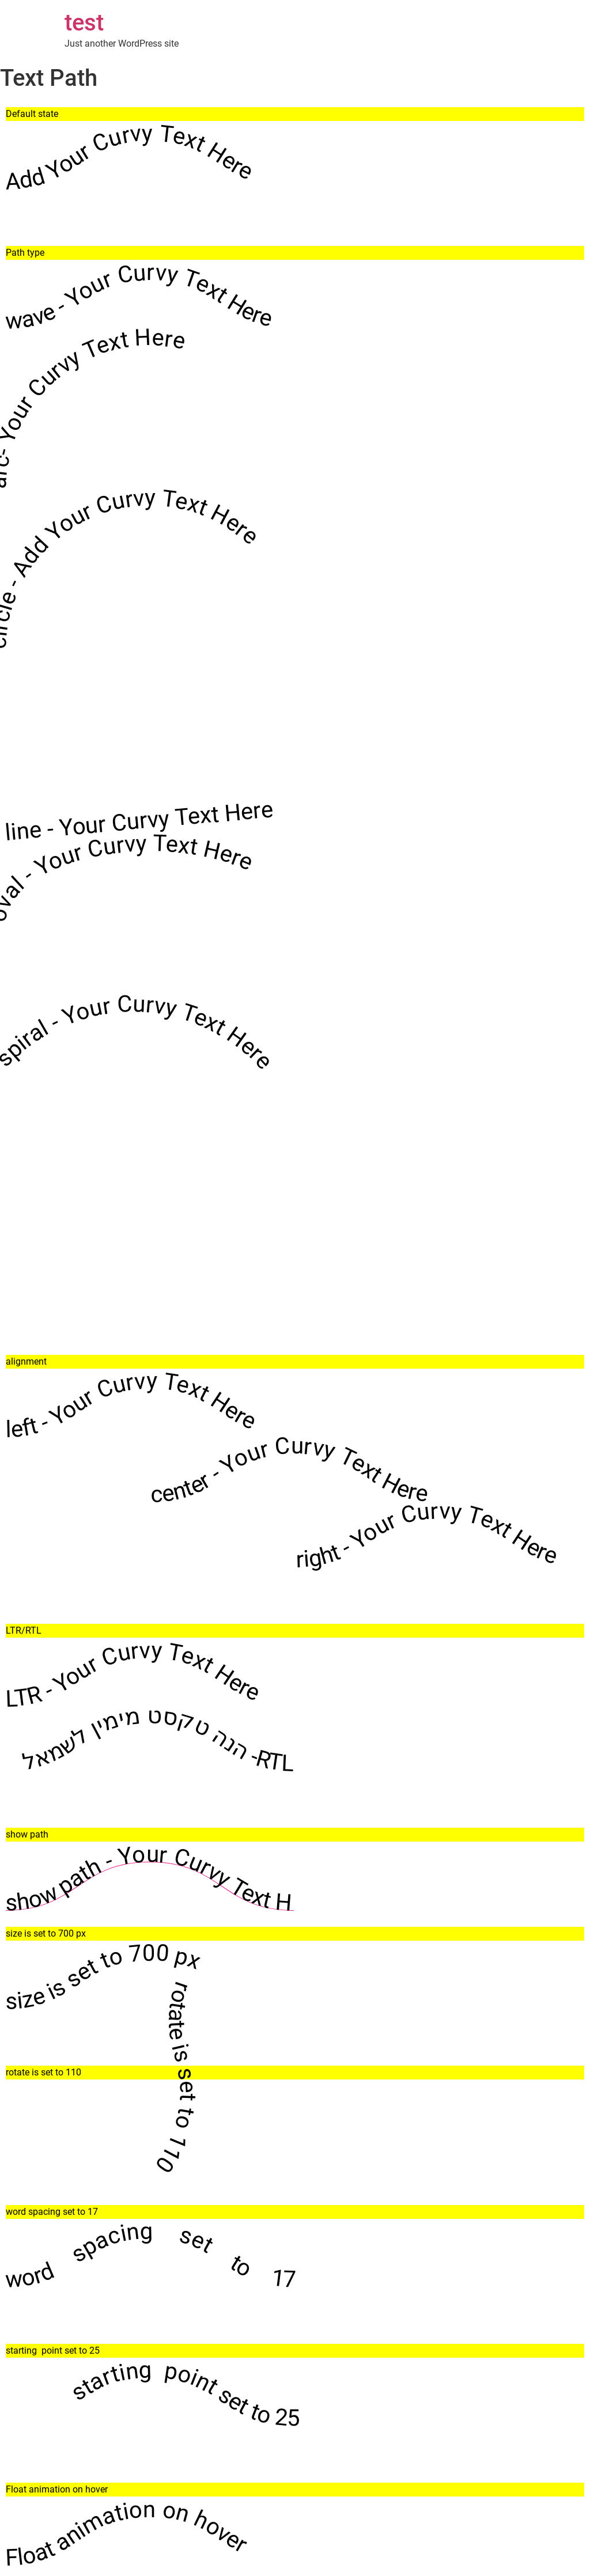 test
Just another WordPress site
Text Path
Default state
Add Your Curvy Text Here
Path type
wave - Your Curvy Text Here
arc- Your Curvy Text Here
circle - Add Your Curvy Text Here
line - Your Curvy Text Here
oval - Your Curvy Text Here
spiral - Your Curvy Text Here
alignment
left - Your Curvy Text Here
center - Your Curvy Text Here
right - Your Curvy Text Here
LTR/RTL
LTR - Your Curvy Text Here
RTL- הנה טקסט מימין לשמאל
show path
show path - Your Curvy Text H
size is set to 700 px
size is set to 700 px
rotate is set to 110
rotate is set to 110
word spacing set to 17
word spacing set to 17
starting  point set to 25
starting  point set to 25
Float animation on hover
Float animation on hover